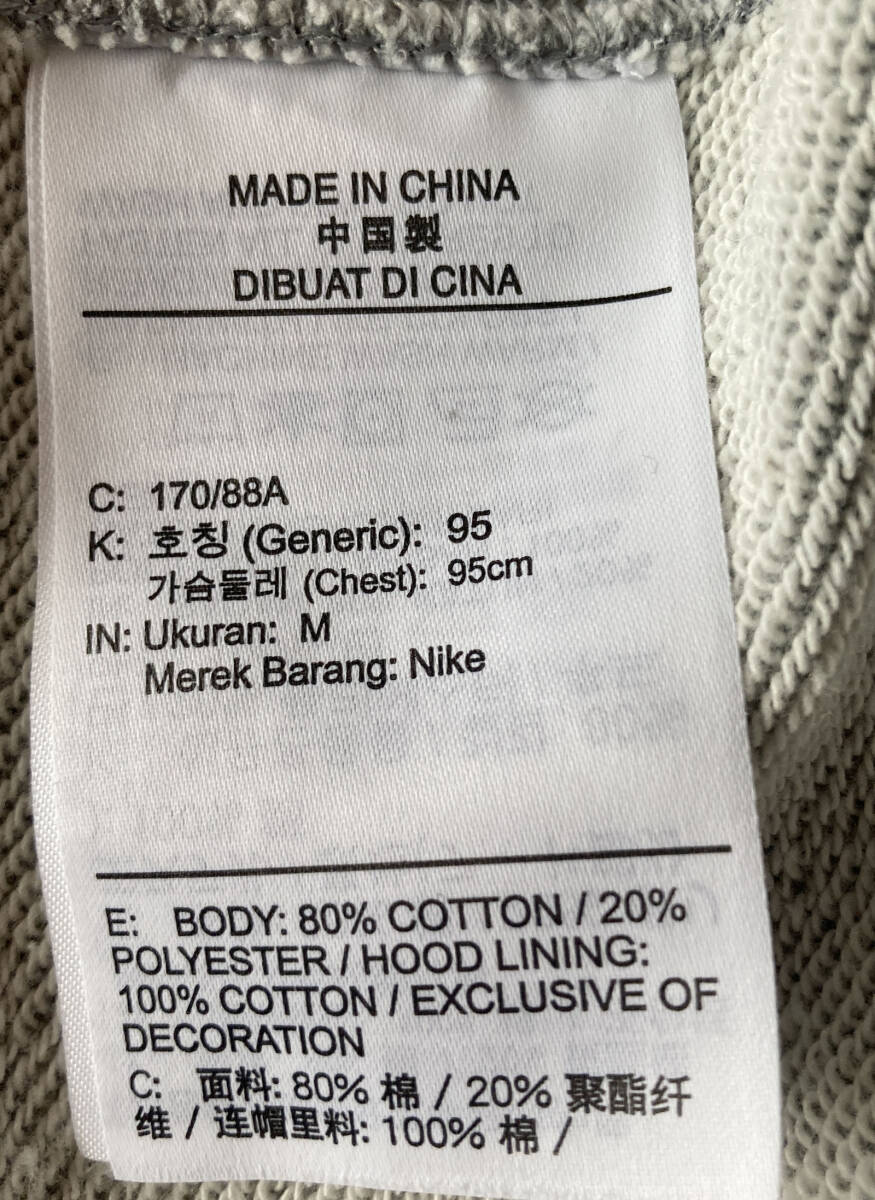 MADE IN CHINA
中国製
DIBUAT DI CINA
C: 170/88A
K: 호칭 (Generic): 95
가슴둘레 (Chest): 95cm
IN: Ukuran: M
Merek Barang: Nike
E: BODY: 80% COTTON / 20%
POLYESTER / HOOD LINING:
100% COTTON / EXCLUSIVE OF
DECORATION
C: 面料: 80% 棉 / 20% 聚酯纤
维 / 连帽里料: 100% 棉 /